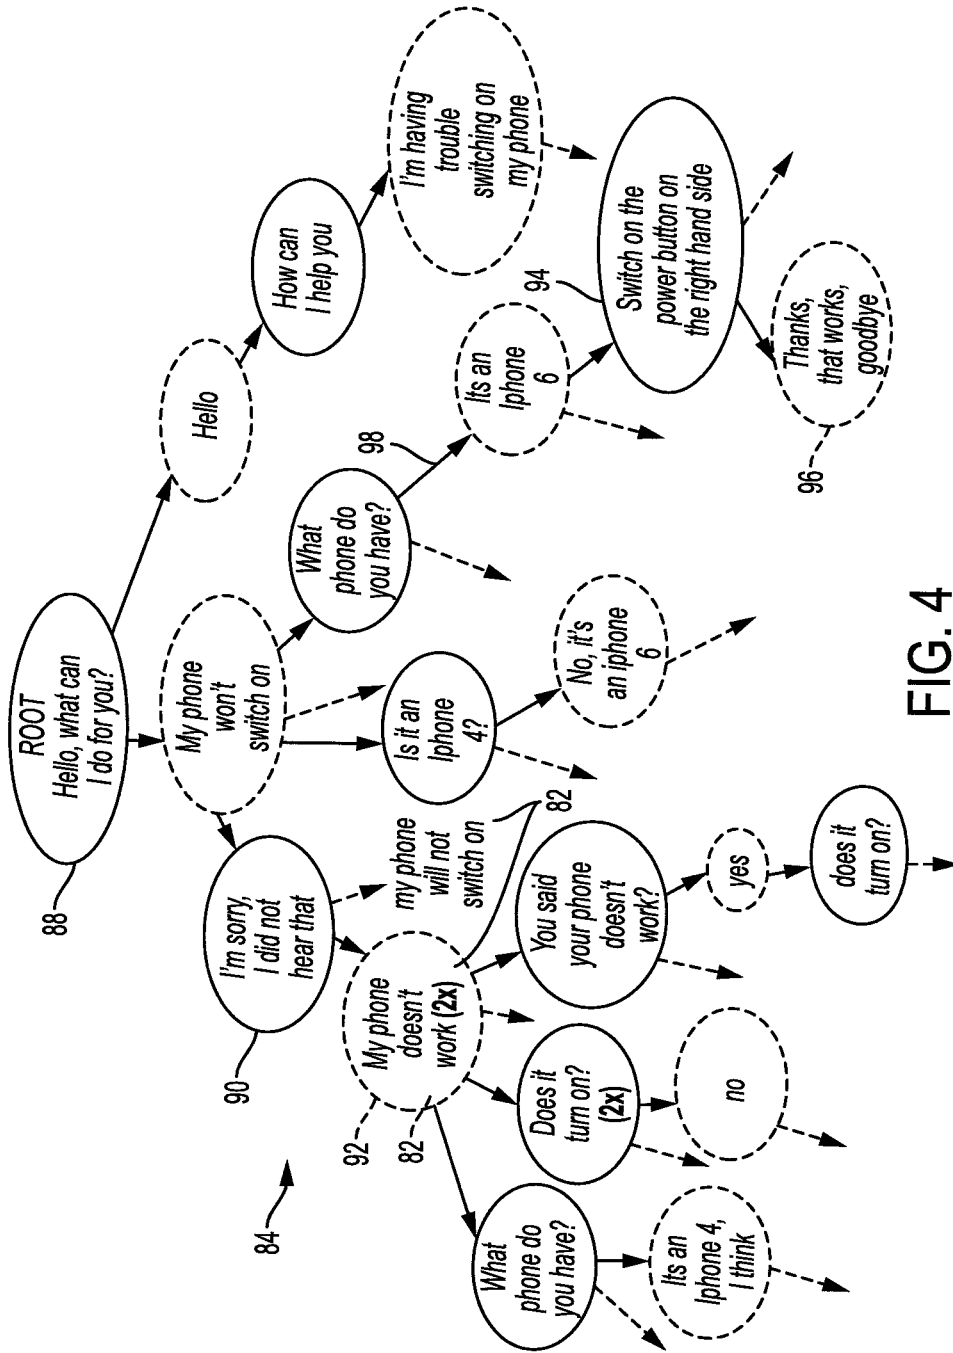 ROOT
Hello, what can
I do for you?
88
Hello
How can
I help you
I'm having
trouble
switching on
my phone
My phone
won't
switch on
What
phone do
you have?
98
Its an
Iphone
6
94
Switch on the
power button on
the right hand side
Thanks,
that works,
goodbye
96
Is it an
Iphone
4?
No, it's
an iphone
6
I'm sorry,
I did not
hear that
90
my phone
will not
switch on
82
My phone
doesn't
work (2x)
92
82
You said
your phone
doesn't
work?
yes
does it
turn on?
Does it
turn on?
(2x)
no
What
phone do
you have?
Its an
Iphone 4,
I think
84
FIG. 4